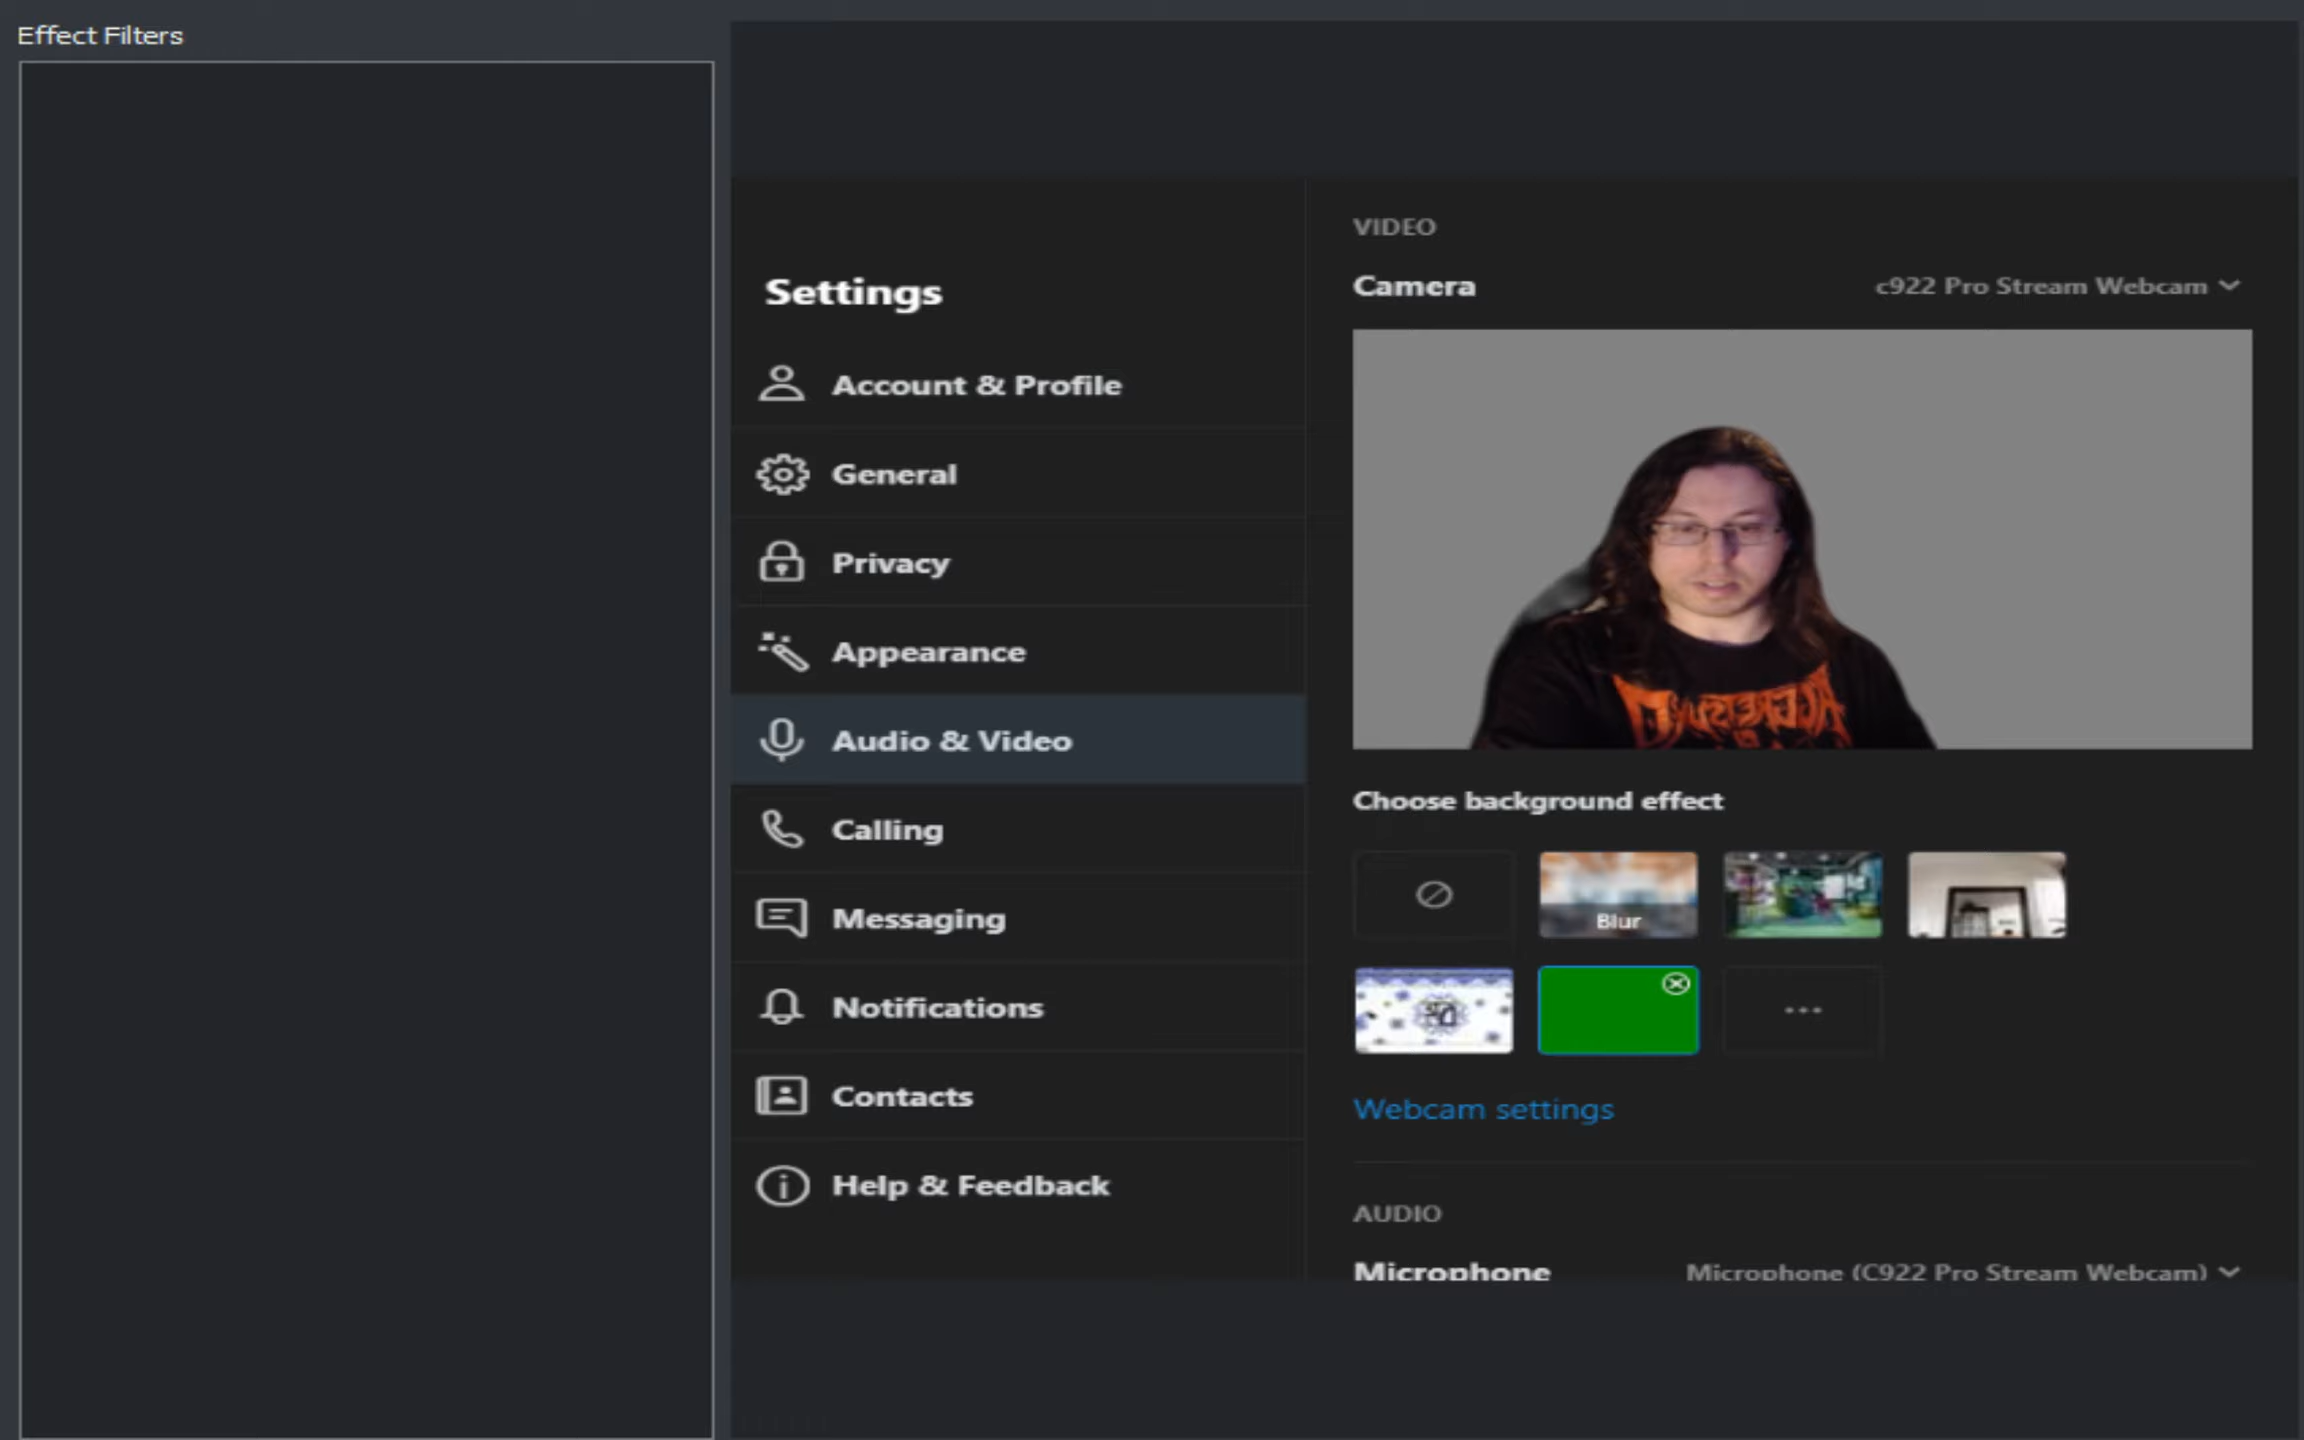 Effect Filters
Settings
Account & Profile
General
Privacy
Appearance
Audio & Video
Calling
Messaging
Notifications
Contacts
Help & Feedback
VIDEO
Camera
c922 Pro Stream Webcam
Choose background effect
Blur
Webcam settings
AUDIO
Microphone
Microphone (C922 Pro Stream Webcam)